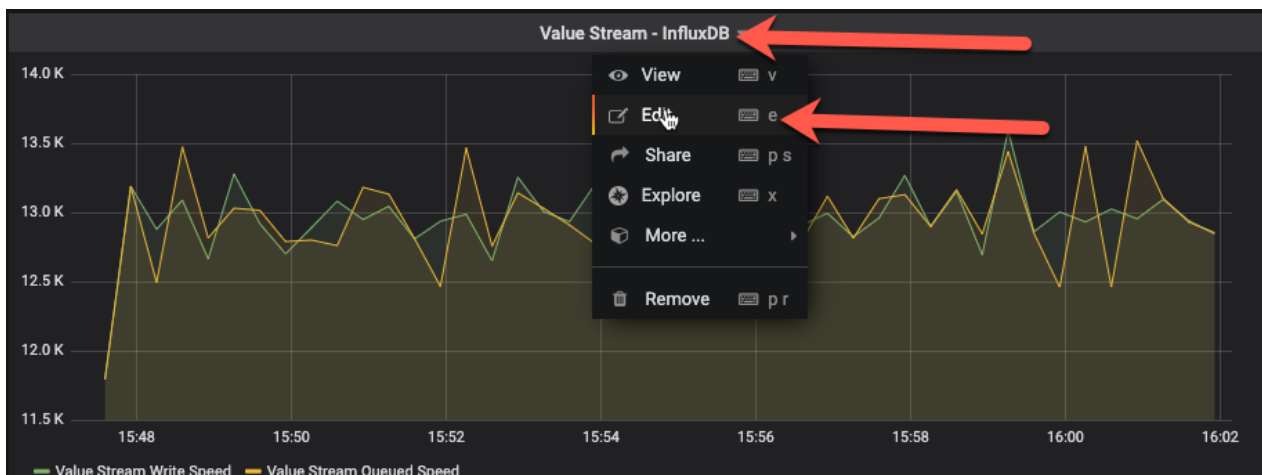 Value Stream - InfluxDB
14.0 K
View v
Edit e
13.5 K
Share p s
Explore x
13.0 K
More ...
12.5 K
Remove p r
12.0 K
11.5 K
15:48 15:50 15:52 15:54 15:56 15:58 16:00 16:02
Value Stream Write Speed Value Stream Queued Speed